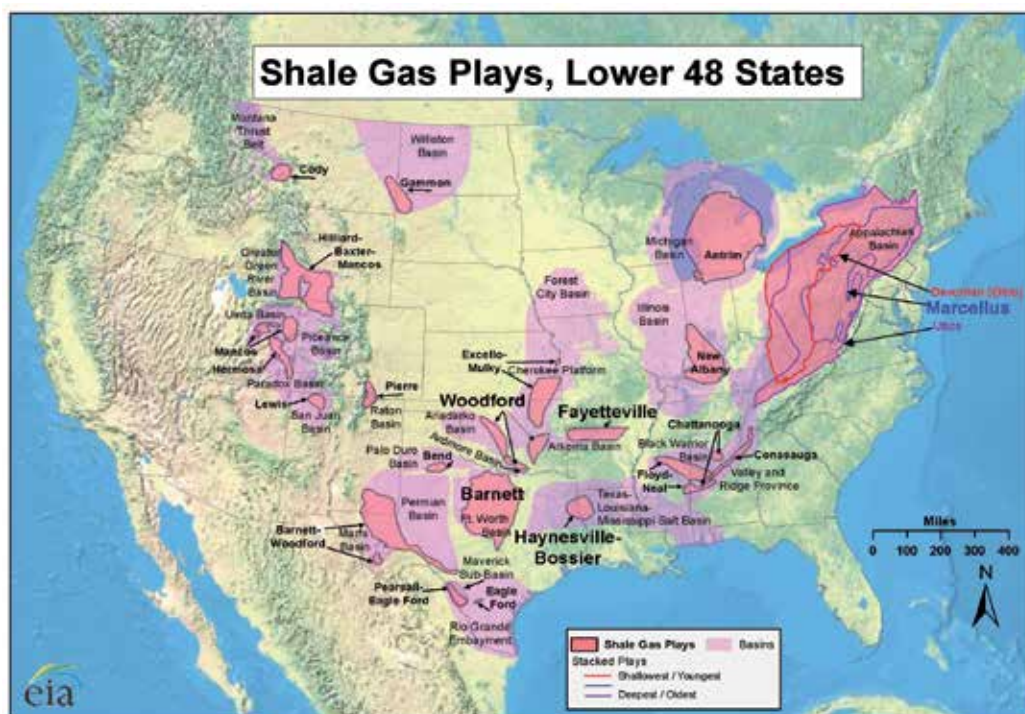 Shale Gas Plays, Lower 48 States
Montana
Thrust
Belt
Cody
Williston
Basin
Gammon
Hilliard-
Baxter-
Mancos
Greater
Green
River
Basin
Uinta Basin
Piceance
Basin
Mancos
Hermosa
Paradox Basin
Lewis
San Juan
Basin
Pierre
Raton
Basin
Forest
City Basin
Excello-
Mulky
Cherokee Platform
Michigan
Basin
Antrim
Illinois
Basin
New
Albany
Appalachian
Basin
Devonian (Ohio)
Marcellus
Utica
Woodford
Anadarko
Basin
Ardmore Basin
Palo Duro
Basin
Bend
Fayetteville
Arkoma Basin
Chattanooga
Black Warrior
Basin
Conasauga
Floyd-
Neal
Valley and
Ridge Province
Permian
Basin
Barnett
Ft. Worth
Basin
Barnett-
Woodford
Marfa
Basin
Texas-
Louisiana-
Mississippi Salt Basin
Haynesville-
Bossier
Maverick
Sub-Basin
Pearsall-
Eagle Ford
Eagle
Ford
Rio Grande
Embayment
Miles
0 100 200 300 400
N
Shale Gas Plays
Basins
Stacked Plays
Shallowest / Youngest
Deepest / Oldest
eia